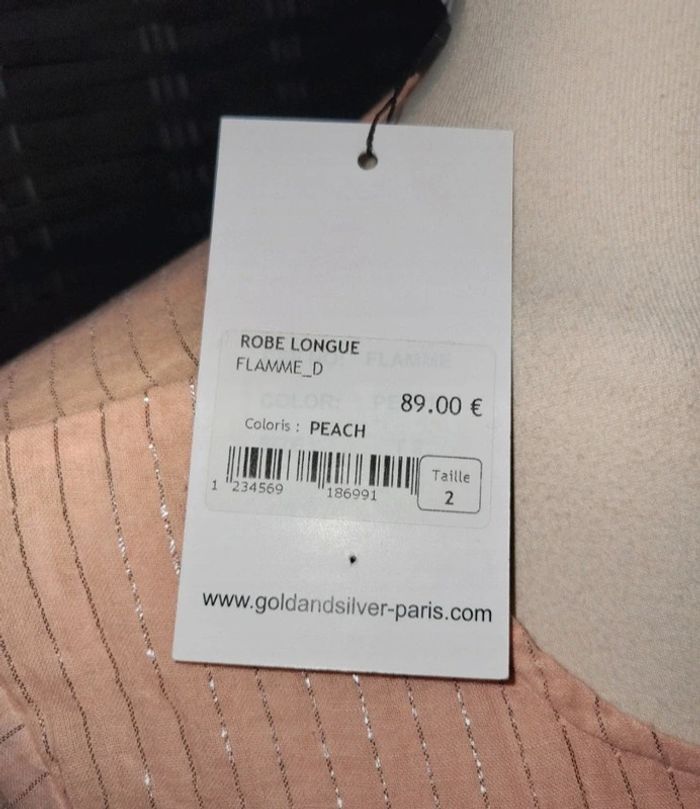 ROBE LONGUE
FLAMME_D
89.00 €
Coloris : PEACH
Taille
2
1 234569 186991
www.goldandsilver-paris.com